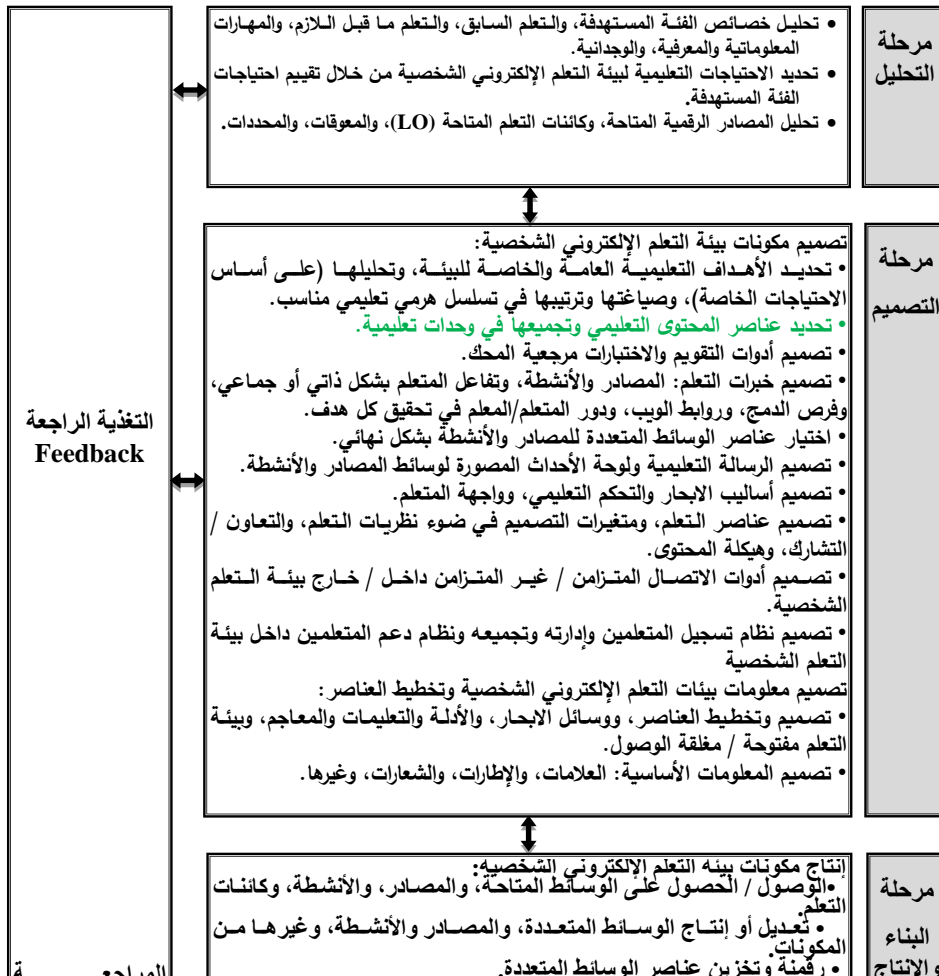 مرحلة
التحليل
• تحليل خصائص الفئة المستهدفة، والتعلم السابق، والتعلم ما قبل اللازم، والمهارات
المعلوماتية والمعرفية، والوجدانية.
• تحديد الاحتياجات التعليمية لبيئة التعلم الإلكتروني الشخصية من خلال تقييم احتياجات
الفئة المستهدفة.
• تحليل المصادر الرقمية المتاحة، وكائنات التعلم المتاحة (LO)، والمعوقات، والمحددات.
مرحلة
التصميم
تصميم مكونات بيئة التعلم الإلكتروني الشخصية:
• تحديد الأهداف التعليمية العامة والخاصة للبيئة، وتحليلها (على أساس
الاحتياجات الخاصة)، وصياغتها وترتيبها في تسلسل هرمي تعليمي مناسب.
• تحديد عناصر المحتوى التعليمي وتجميعها في وحدات تعليمية.
• تصميم أدوات التقويم والاختبارات مرجعية المحك.
• تصميم خبرات التعلم: المصادر والأنشطة، وتفاعل المتعلم بشكل ذاتي أو جماعي،
وفرص الدمج، وروابط الويب، ودور المتعلم/المعلم في تحقيق كل هدف.
• اختيار عناصر الوسائط المتعددة للمصادر والأنشطة بشكل نهائي.
• تصميم الرسالة التعليمية ولوحة الأحداث المصورة لوسائط المصادر والأنشطة.
• تصميم أساليب الابحار والتحكم التعليمي، وواجهة المتعلم.
• تصميم عناصر التعلم، ومتغيرات التصميم في ضوء نظريات التعلم، والتعاون /
التشارك، وهيكلة المحتوى.
• تصميم أدوات الاتصال المتزامن / غير المتزامن داخل / خارج بيئة التعلم
الشخصية.
• تصميم نظام تسجيل المتعلمين وإدارته وتجميعه ونظام دعم المتعلمين داخل بيئة
التعلم الشخصية
تصميم معلومات بيئات التعلم الإلكتروني الشخصية وتخطيط العناصر:
• تصميم وتخطيط العناصر، ووسائل الابحار، والأدلة والتعليمات والمعاجم، وبيئة
التعلم مفتوحة / مغلقة الوصول.
• تصميم المعلومات الأساسية: العلامات، والإطارات، والشعارات، وغيرها.
التغذية الراجعة
Feedback
مرحلة
البناء
والإنتاج
إنتاج مكونات بيئه التعلم الإلكتروني الشخصيه:
•الوصول / الحصول على الوسائط المتاحة، والمصادر، والأنشطة، وكائنات
التعلم.
• تعديل أو إنتاج الوسائط المتعددة، والمصادر والأنشطة، وغيرها من
المكونات.
• رقمنة وتخزين عناصر الوسائط المتعددة.